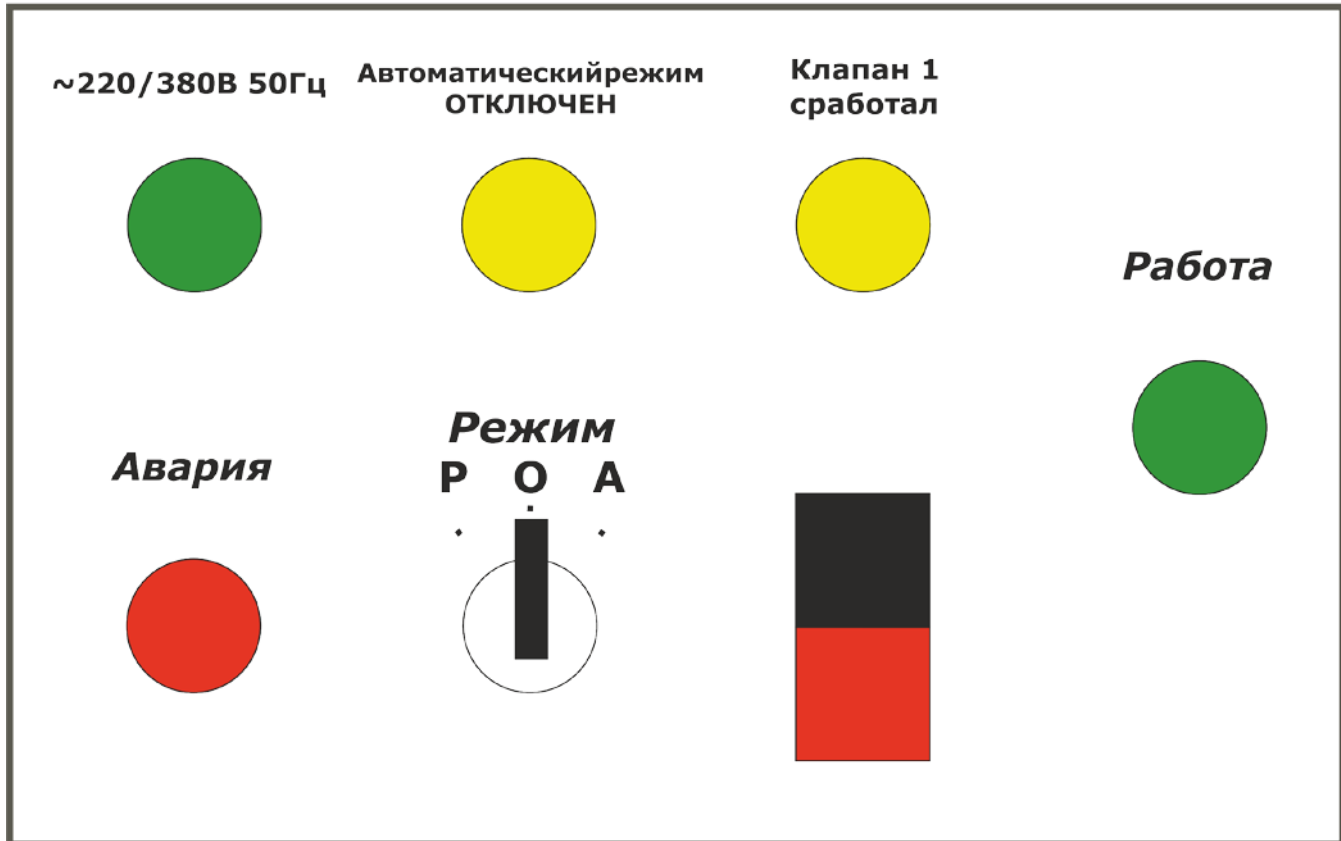 ~220/380В 50Гц
Автоматическийрежим
ОТКЛЮЧЕН
Клапан 1
сработал
Работа
Авария
Режим
Р О А